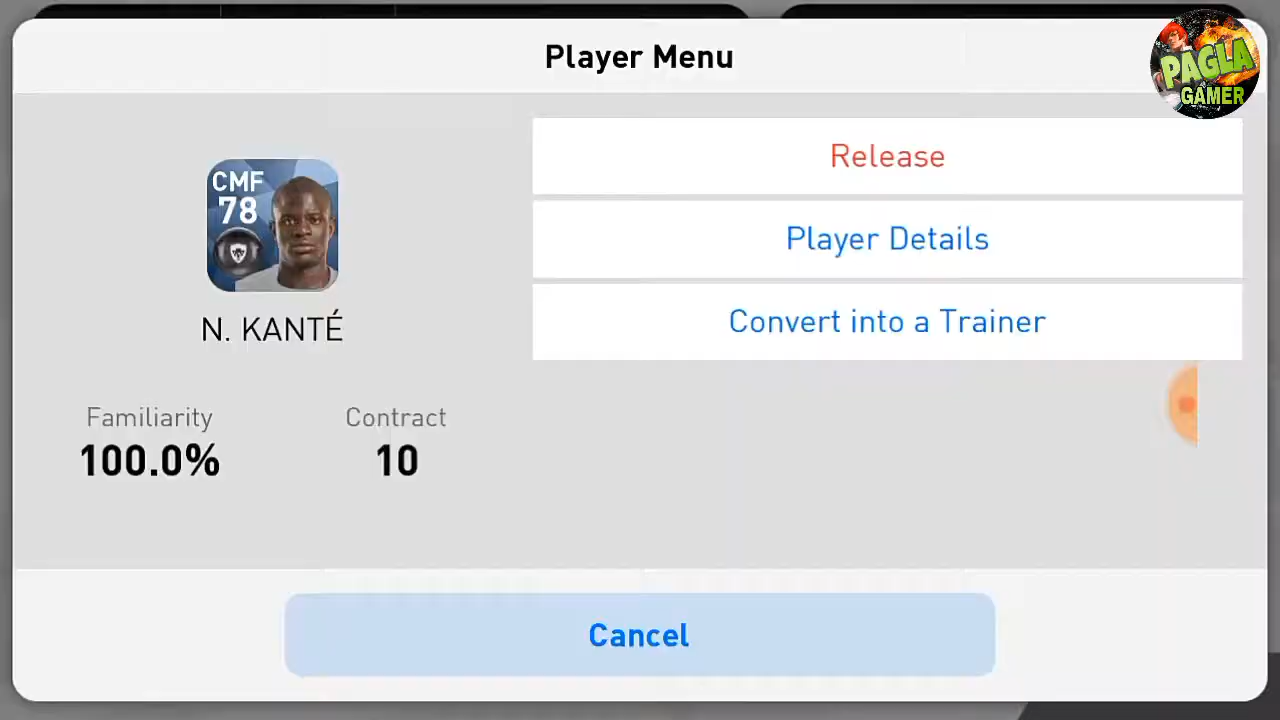 Player Menu
PAGLA
GAMER
CMF
78
N. KANTÉ
Familiarity
100.0%
Contract
10
Release
Player Details
Convert into a Trainer
Cancel